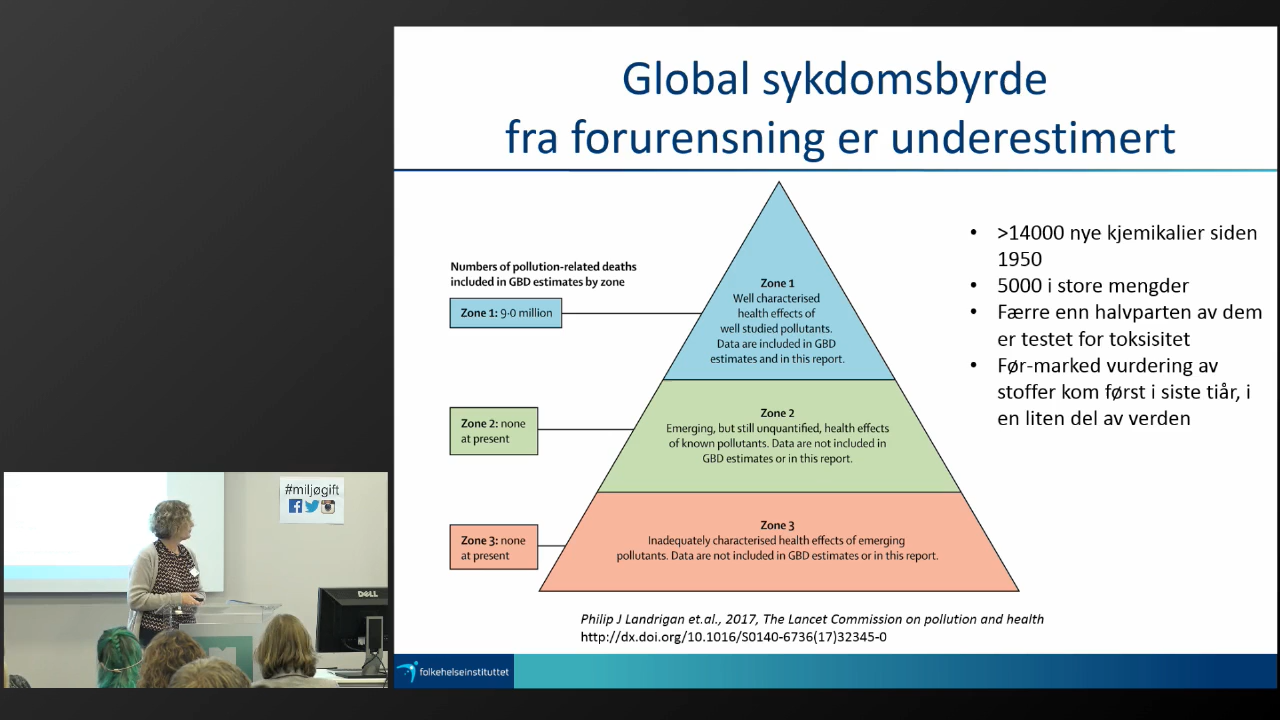 Global sykdomsbyrde
fra forurensning er underestimert
Numbers of pollution-related deaths
included in GBD estimates by zone
Zone 1: 9·0 million
Zone 1
Well characterised
health effects of
well studied pollutants.
Data are included in GBD
estimates and in this report.
Zone 2: none
at present
Zone 2
Emerging, but still unquantified, health effects
of known pollutants. Data are not included in
GBD estimates or in this report.
Zone 3: none
at present
Zone 3
Inadequately characterised health effects of emerging
pollutants. Data are not included in GBD estimates or in this report.
• >14000 nye kjemikalier siden
1950
• 5000 i store mengder
• Færre enn halvparten av dem
er testet for toksisitet
• Før-marked vurdering av
stoffer kom først i siste tiår, i
en liten del av verden
Philip J Landrigan et.al., 2017, The Lancet Commission on pollution and health
http://dx.doi.org/10.1016/S0140-6736(17)32345-0
folkehelseinstituttet
#miljøgift
DELL